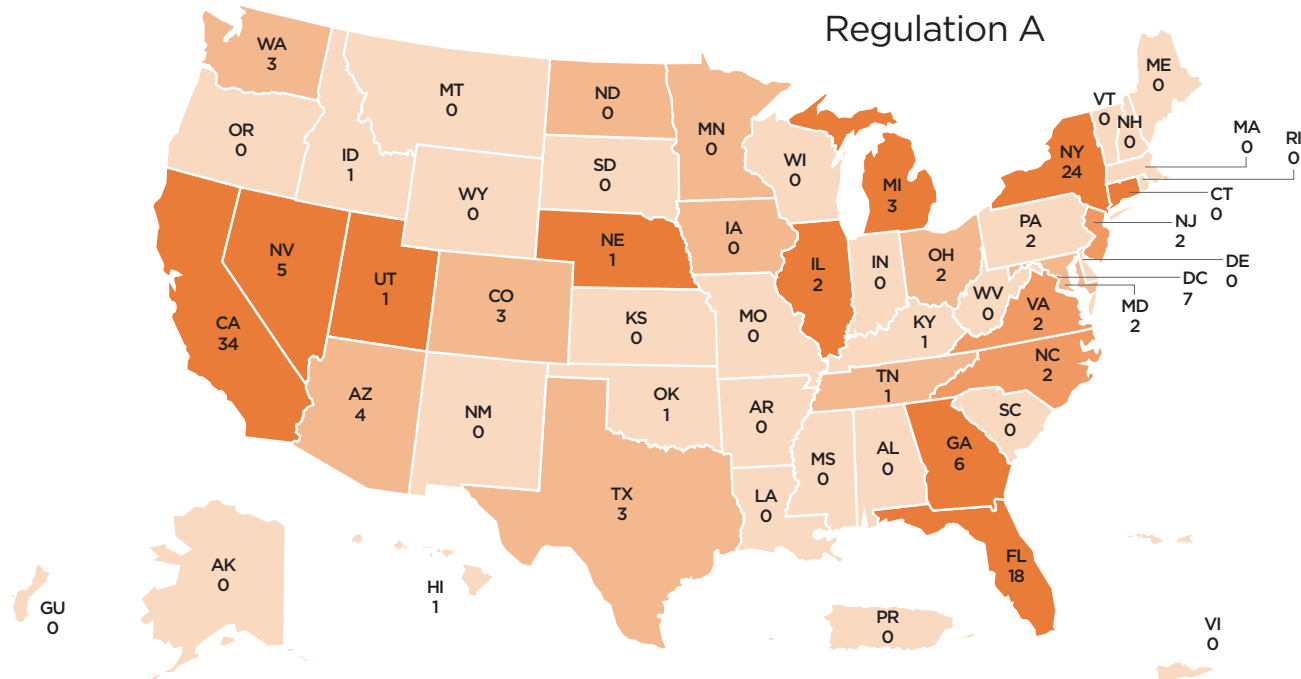 Regulation A
WA
3
MT
0
ND
0
MN
0
ME
0
VT
0
NH
0
MA
0
RI
0
OR
0
ID
1
SD
0
WI
0
NY
24
WY
0
MI
3
CT
0
PA
2
NJ
2
NV
5
UT
1
NE
1
IA
0
IL
2
IN
0
OH
2
DE
0
DC
7
MD
2
CO
3
WV
0
VA
2
CA
34
KS
0
MO
0
KY
1
NC
2
TN
1
AZ
4
NM
0
OK
1
AR
0
SC
0
MS
0
AL
0
GA
6
TX
3
LA
0
FL
18
AK
0
HI
1
GU
0
PR
0
VI
0